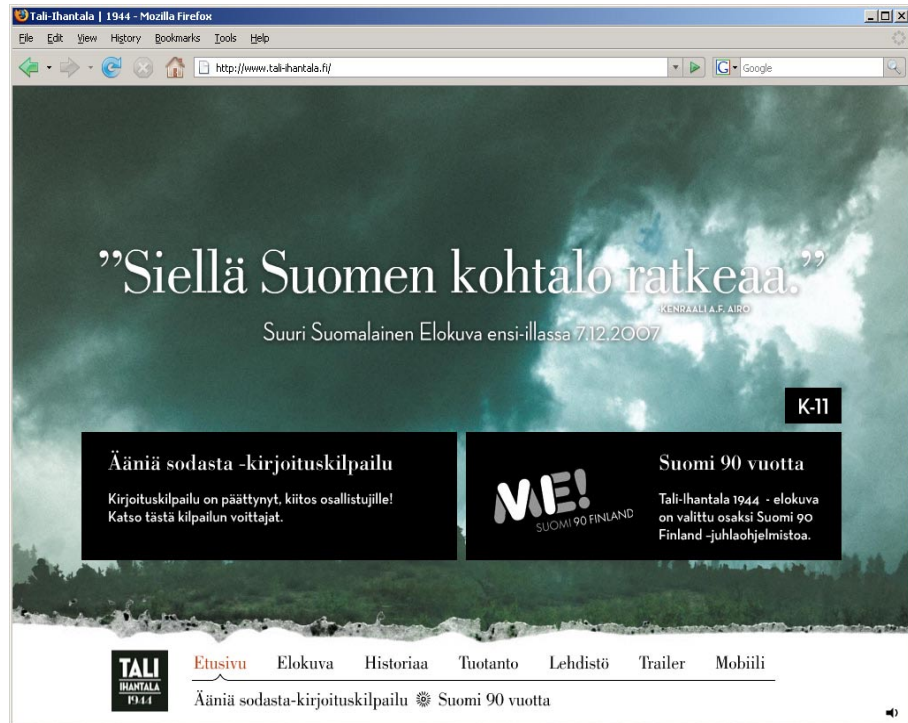 Tali-Ihantala | 1944 - Mozilla Firefox
File Edit View History Bookmarks Tools Help
http://www.tali-ihantala.fi/
Google
”Siellä Suomen kohtalo ratkeaa.”
-KENRAALI A.F. AIRO
Suuri Suomalainen Elokuva ensi-illassa 7.12.2007
K-11
Ääniä sodasta -kirjoituskilpailu
Kirjoituskilpailu on päättynyt, kiitos osallistujille!
Katso tästä kilpailun voittajat.
ME!
SUOMI 90 FINLAND
Suomi 90 vuotta
Tali-Ihantala 1944 - elokuva
on valittu osaksi Suomi 90
Finland -juhlaohjelmistoa.
TALI
IHANTALA
1944
Etusivu Elokuva Historiaa Tuotanto Lehdistö Trailer Mobiili
Ääniä sodasta-kirjoituskilpailu Suomi 90 vuotta